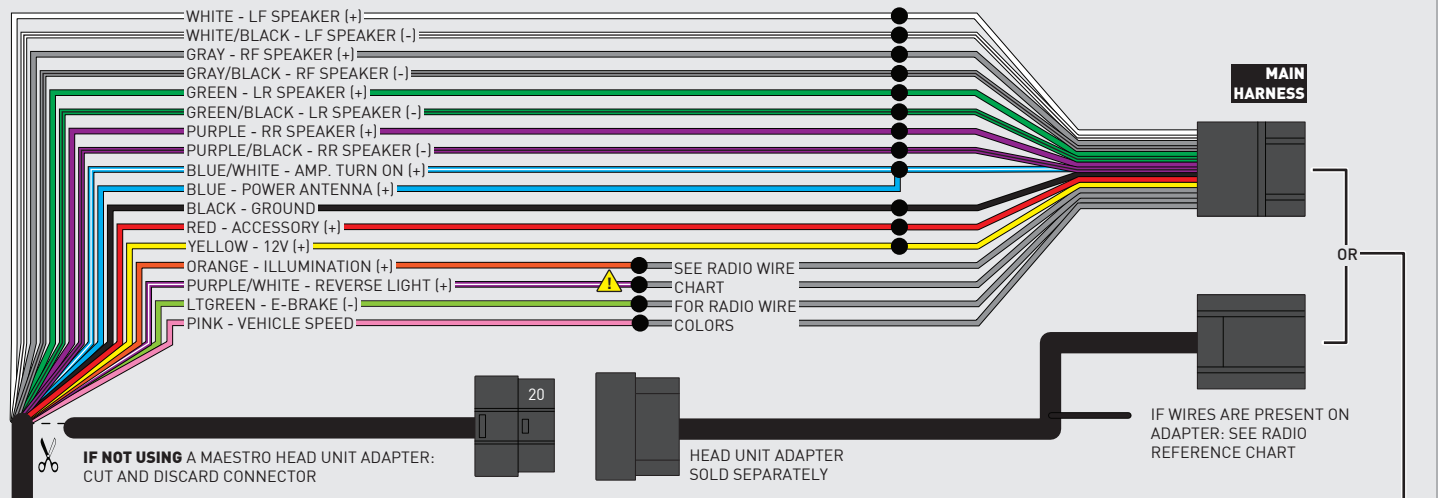 WHITE - LF SPEAKER (+)
WHITE/BLACK - LF SPEAKER (-)
GRAY - RF SPEAKER (+)
GRAY/BLACK - RF SPEAKER (-)
GREEN - LR SPEAKER (+)
GREEN/BLACK - LR SPEAKER (-)
PURPLE - RR SPEAKER (+)
PURPLE/BLACK - RR SPEAKER (-)
BLUE/WHITE - AMP. TURN ON (+)
BLUE - POWER ANTENNA (+)
BLACK - GROUND
RED - ACCESSORY (+)
YELLOW - 12V (+)
ORANGE - ILLUMINATION (+)
PURPLE/WHITE - REVERSE LIGHT (+)
LTGREEN - E-BRAKE (-)
PINK - VEHICLE SPEED
SEE RADIO WIRE
CHART
FOR RADIO WIRE
COLORS
MAIN
HARNESS
OR
20
IF NOT USING A MAESTRO HEAD UNIT ADAPTER:
CUT AND DISCARD CONNECTOR
HEAD UNIT ADAPTER
SOLD SEPARATELY
IF WIRES ARE PRESENT ON
ADAPTER: SEE RADIO
REFERENCE CHART